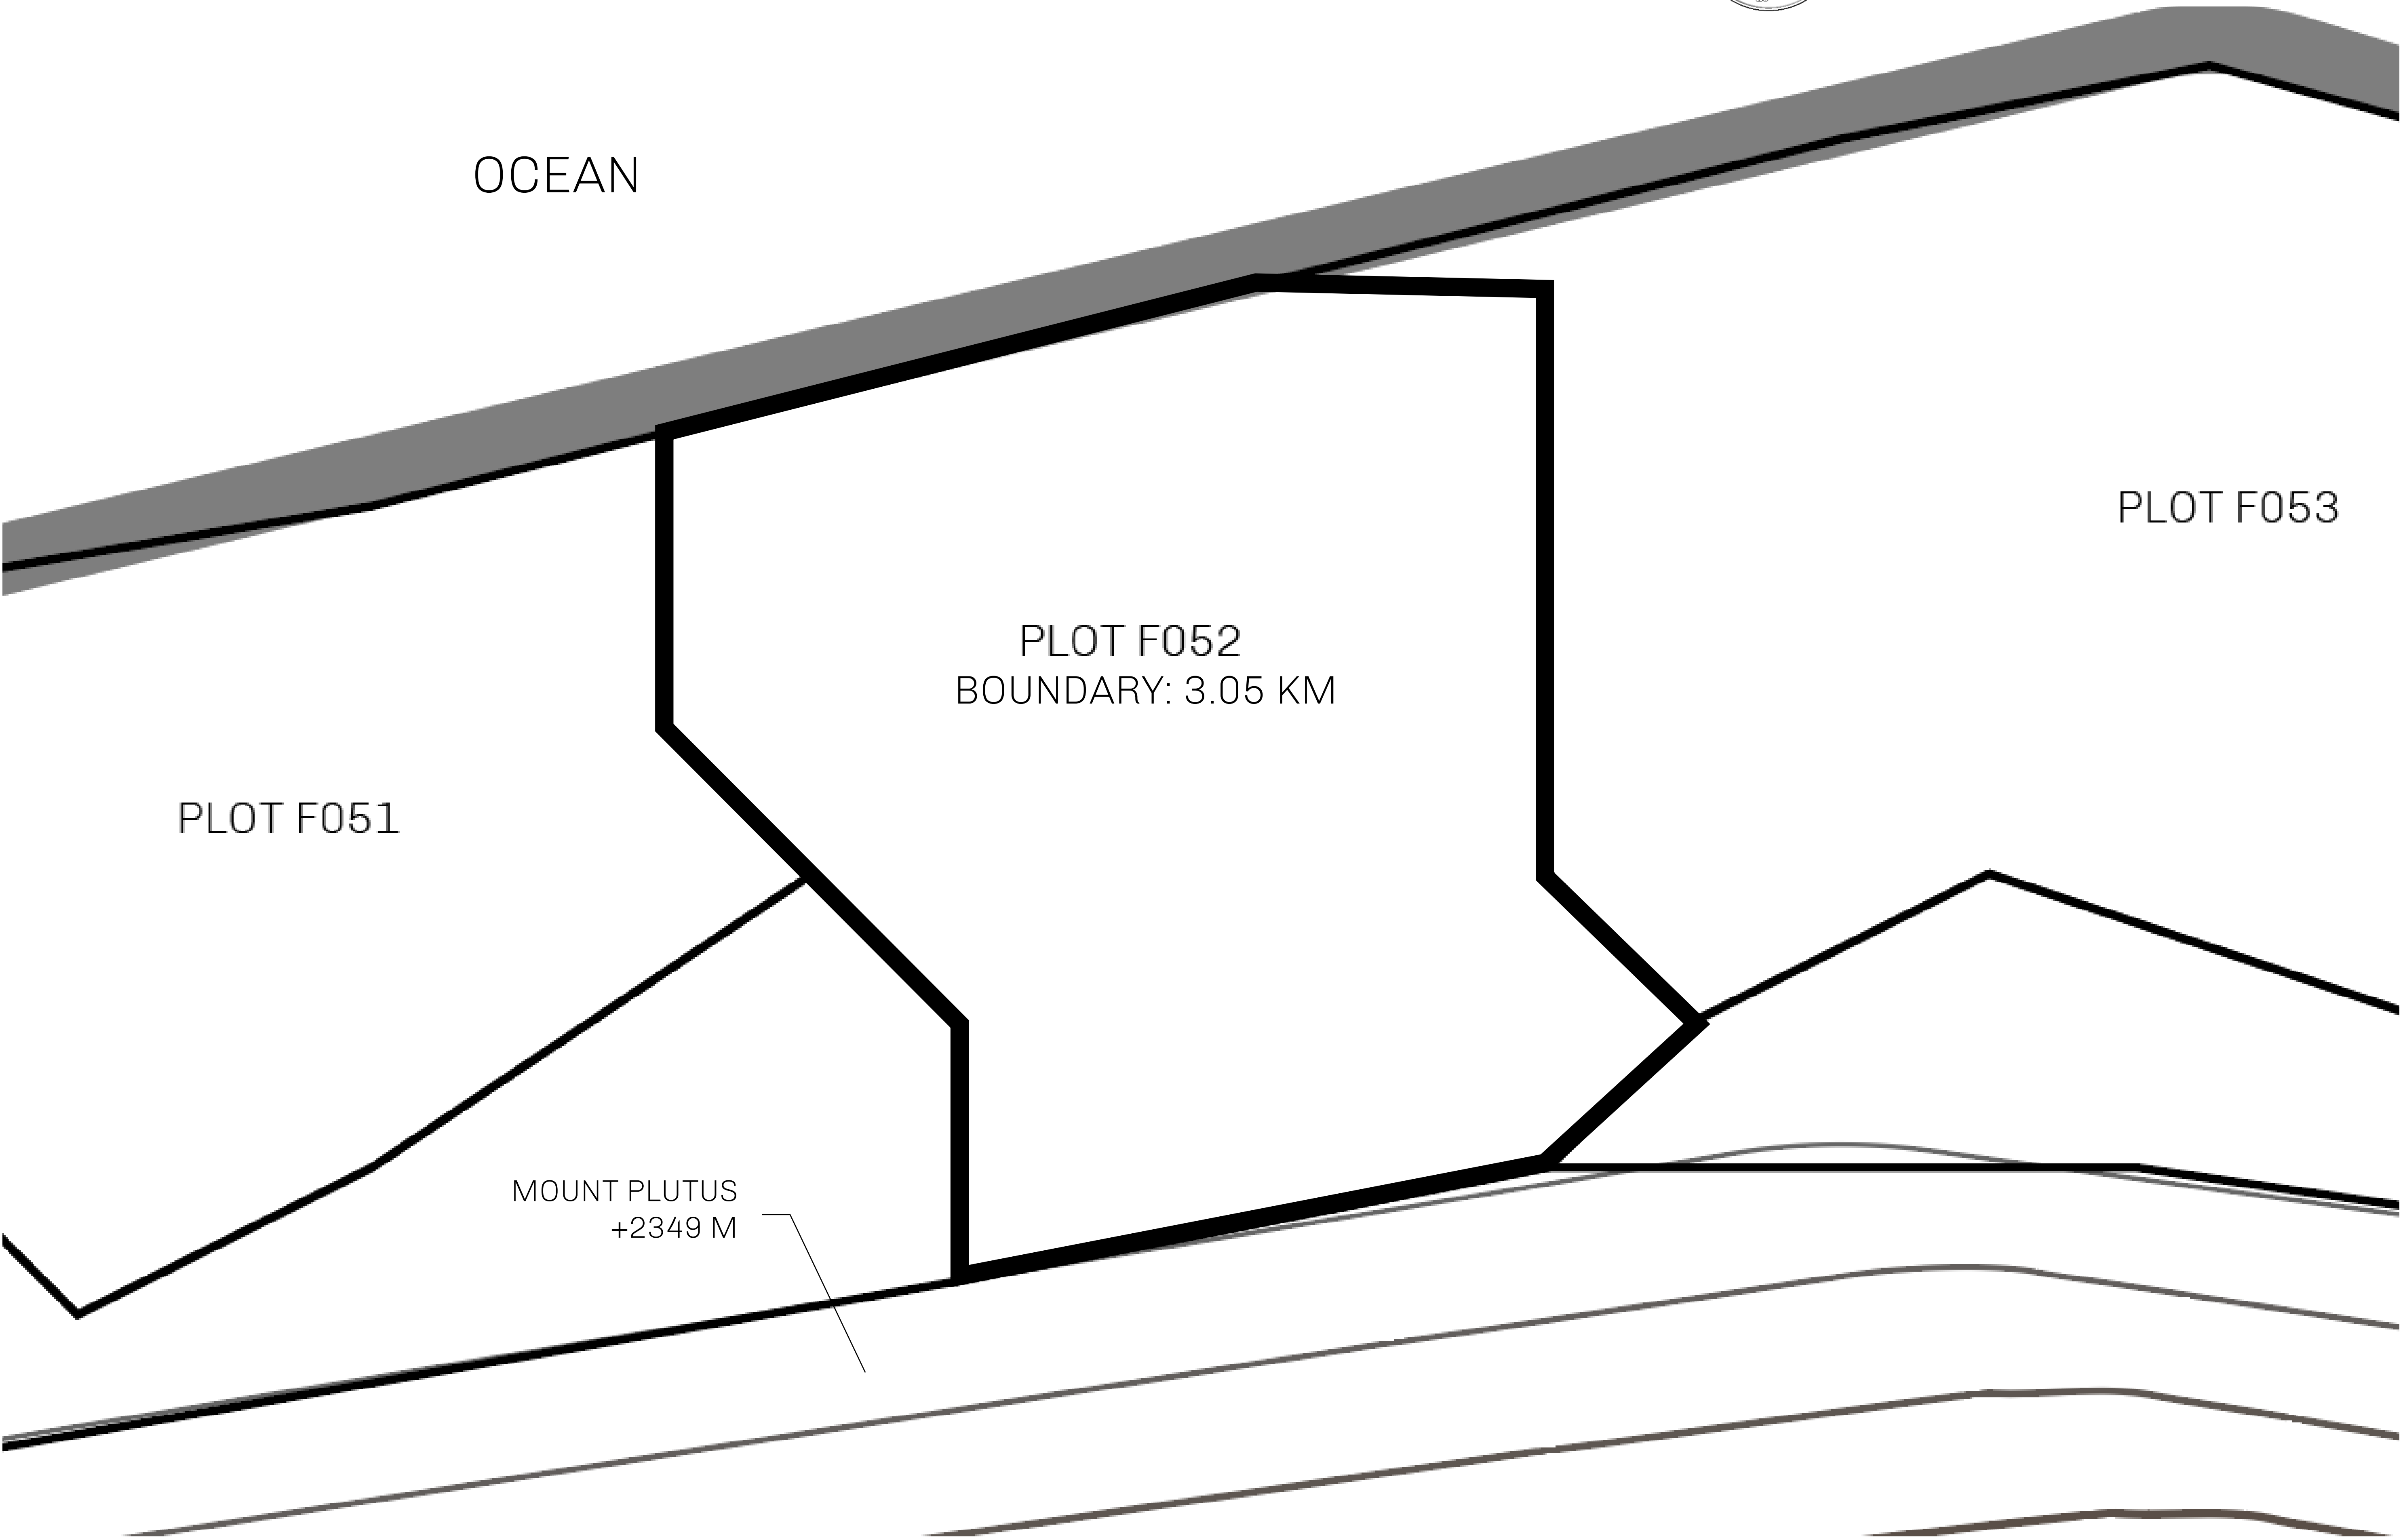 OCEAN
PLOT F053
PLOT F052
BOUNDARY: 3.05 KM
PLOT F051
MOUNT PLUTUS
+2349 M